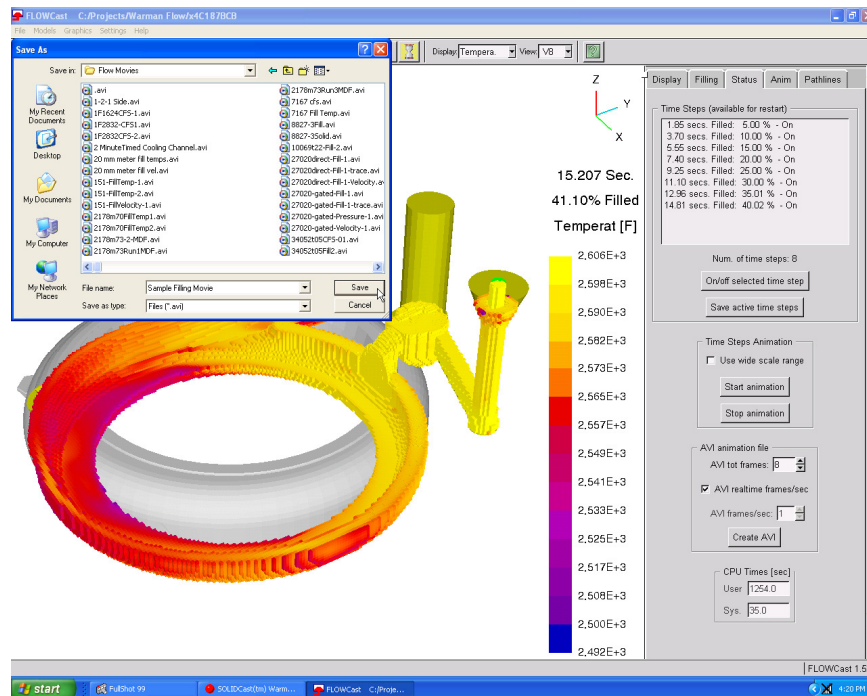 FLOWCast C:/Projects/Warman Flow/x4C187BCB
File Models Graphics Settings Help
Save As
Save in: Flow Movies
Display: Tempera. View: V8
My Recent Documents
Desktop
My Documents
My Computer
My Network Places
.avi
1-2-1 Side.avi
1F1624CFS-1.avi
1F2832-CFS1.avi
1F2832CFS-2.avi
2 MinuteTimed Cooling Channel.avi
20 mm meter fill temps.avi
20 mm meter fill vel.avi
151-FillTemp-1.avi
151-FillTemp-2.avi
151-FillVelocity-1.avi
2178m70FillTemp1.avi
2178m70FillTemp2.avi
2178m73-2-MDF.avi
2178m73Run1MDF.avi
2178m73Run3MDF.avi
7167 cfs.avi
7167 Fill Temp.avi
8827-3Fill.avi
8827-3Solid.avi
10069t22-Fill-2.avi
27020direct-Fill-1.avi
27020direct-Fill-1-trace.avi
27020direct-Fill-1-Velocity.av
27020-gated-Fill-1.avi
27020-gated-Fill-1-trace.avi
27020-gated-Pressure-1.avi
27020-gated-Velocity-1.avi
34052t05CFS-01.avi
34052t05Fill2.avi
File name: Sample Filling Movie Save
Save as type: Files (*.avi) Cancel
Z
Y
X
15.207 Sec.
41.10% Filled
Temperat [F]
2,606E+3
2,598E+3
2,590E+3
2,582E+3
2,573E+3
2,565E+3
2,557E+3
2,549E+3
2,541E+3
2,533E+3
2,525E+3
2,517E+3
2,508E+3
2,500E+3
2,492E+3
Display Filling Status Anim Pathlines
Time Steps (available for restart)
1.85 secs. Filled: 5.00 % - On
3.70 secs. Filled: 10.00 % - On
5.55 secs. Filled: 15.00 % - On
7.40 secs. Filled: 20.00 % - On
9.25 secs. Filled: 25.00 % - On
11.10 secs. Filled: 30.00 % - On
12.96 secs. Filled: 35.01 % - On
14.81 secs. Filled: 40.02 % - On
Num. of time steps: 8
On/off selected time step
Save active time steps
Time Steps Animation
Use wide scale range
Start animation
Stop animation
AVI animation file
AVI tot frames: 8
AVI realtime frames/sec
AVI frames/sec: 1
Create AVI
CPU Times [sec]
User 1254.0
Sys. 35.0
FLOWCast 1.5
start FullShot 99 SOLIDCast(tm) Warm... FLOWCast C:/Proje... 4:20 PM